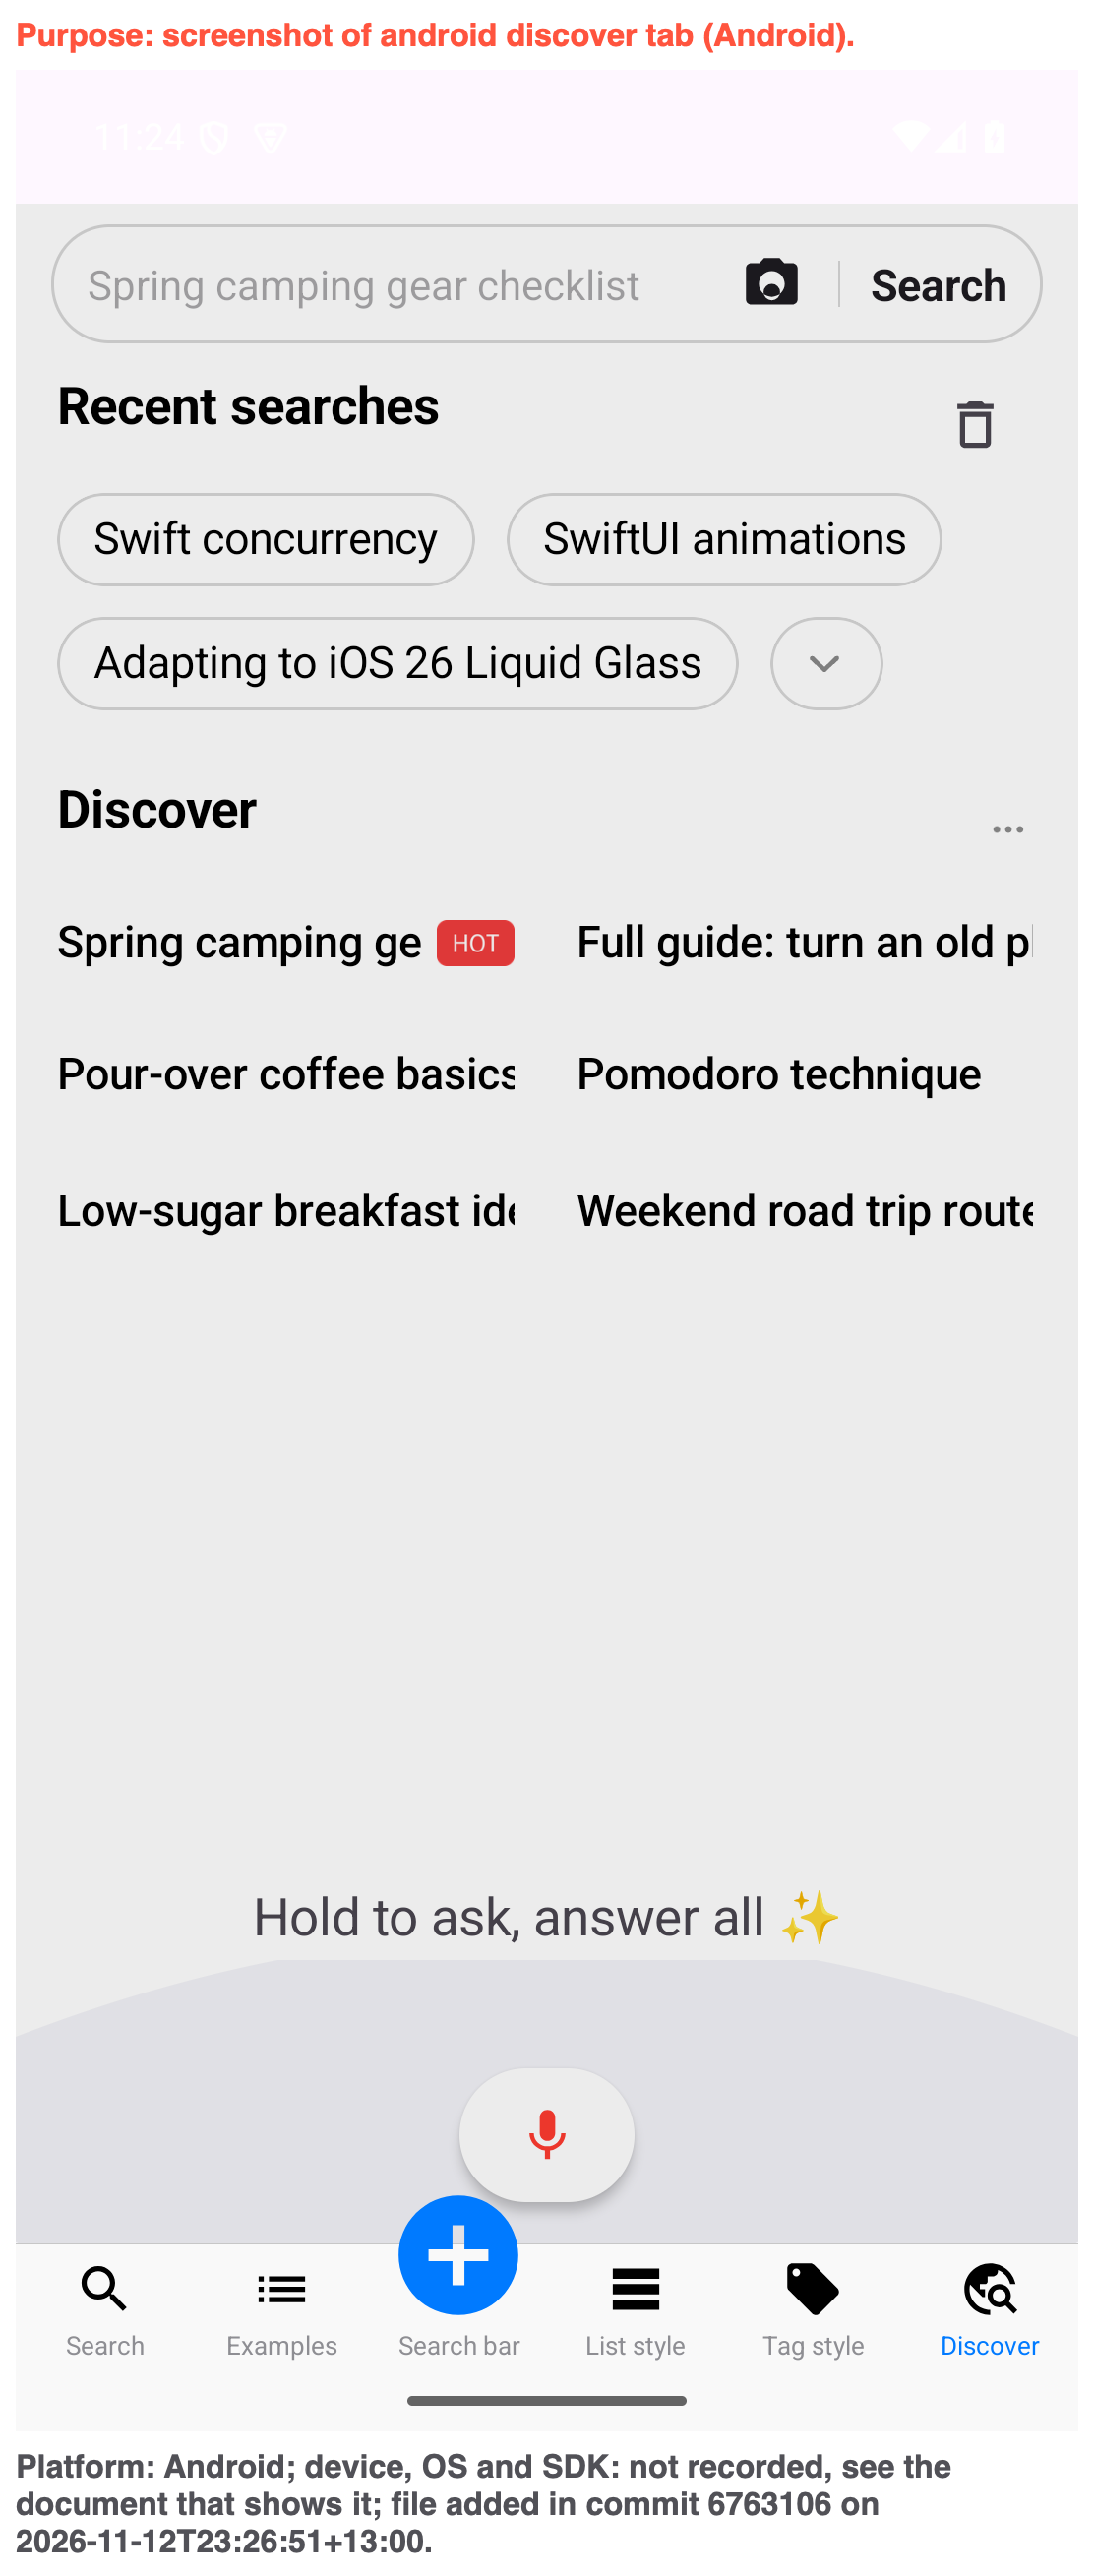 Purpose: screenshot of android discover tab (Android).
11:24
Spring camping gear checklist
Search
Recent searches
Swift concurrency
SwiftUI animations
Adapting to iOS 26 Liquid Glass
Discover
Spring camping ge
HOT
Full guide: turn an old p
Pour-over coffee basics
Pomodoro technique
Low-sugar breakfast ide
Weekend road trip route
Hold to ask, answer all ✨
Search
Examples
Search bar
List style
Tag style
Discover
Platform: Android; device, OS and SDK: not recorded, see the
document that shows it; file added in commit 6763106 on
2026-11-12T23:26:51+13:00.